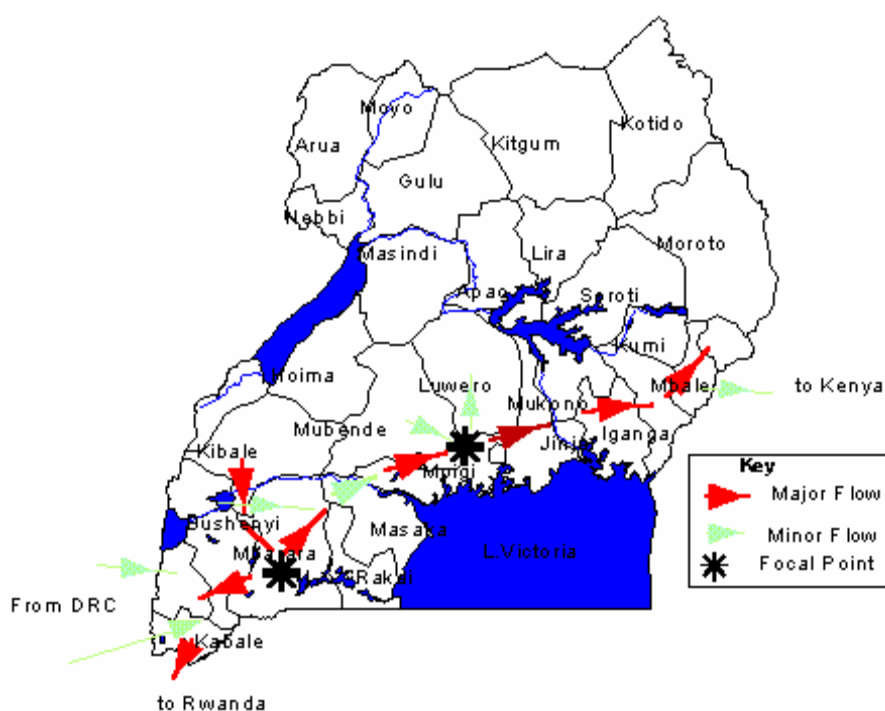 Moyo
Kotido
Arua
Kitgum
Gulu
Nebbi
Moroto
Masindi
Lira
Apac
Soroti
Kumi
Hoima
Luwero
Mbale
to Kenya
Mukono
Mubende
Iganga
Jinja
Kibale
Mpigi
Key
Major Flow
Bushenyi
Masaka
Minor Flow
Mbarara
L.Victoria
Focal Point
Rakai
From DRC
Kabale
to Rwanda